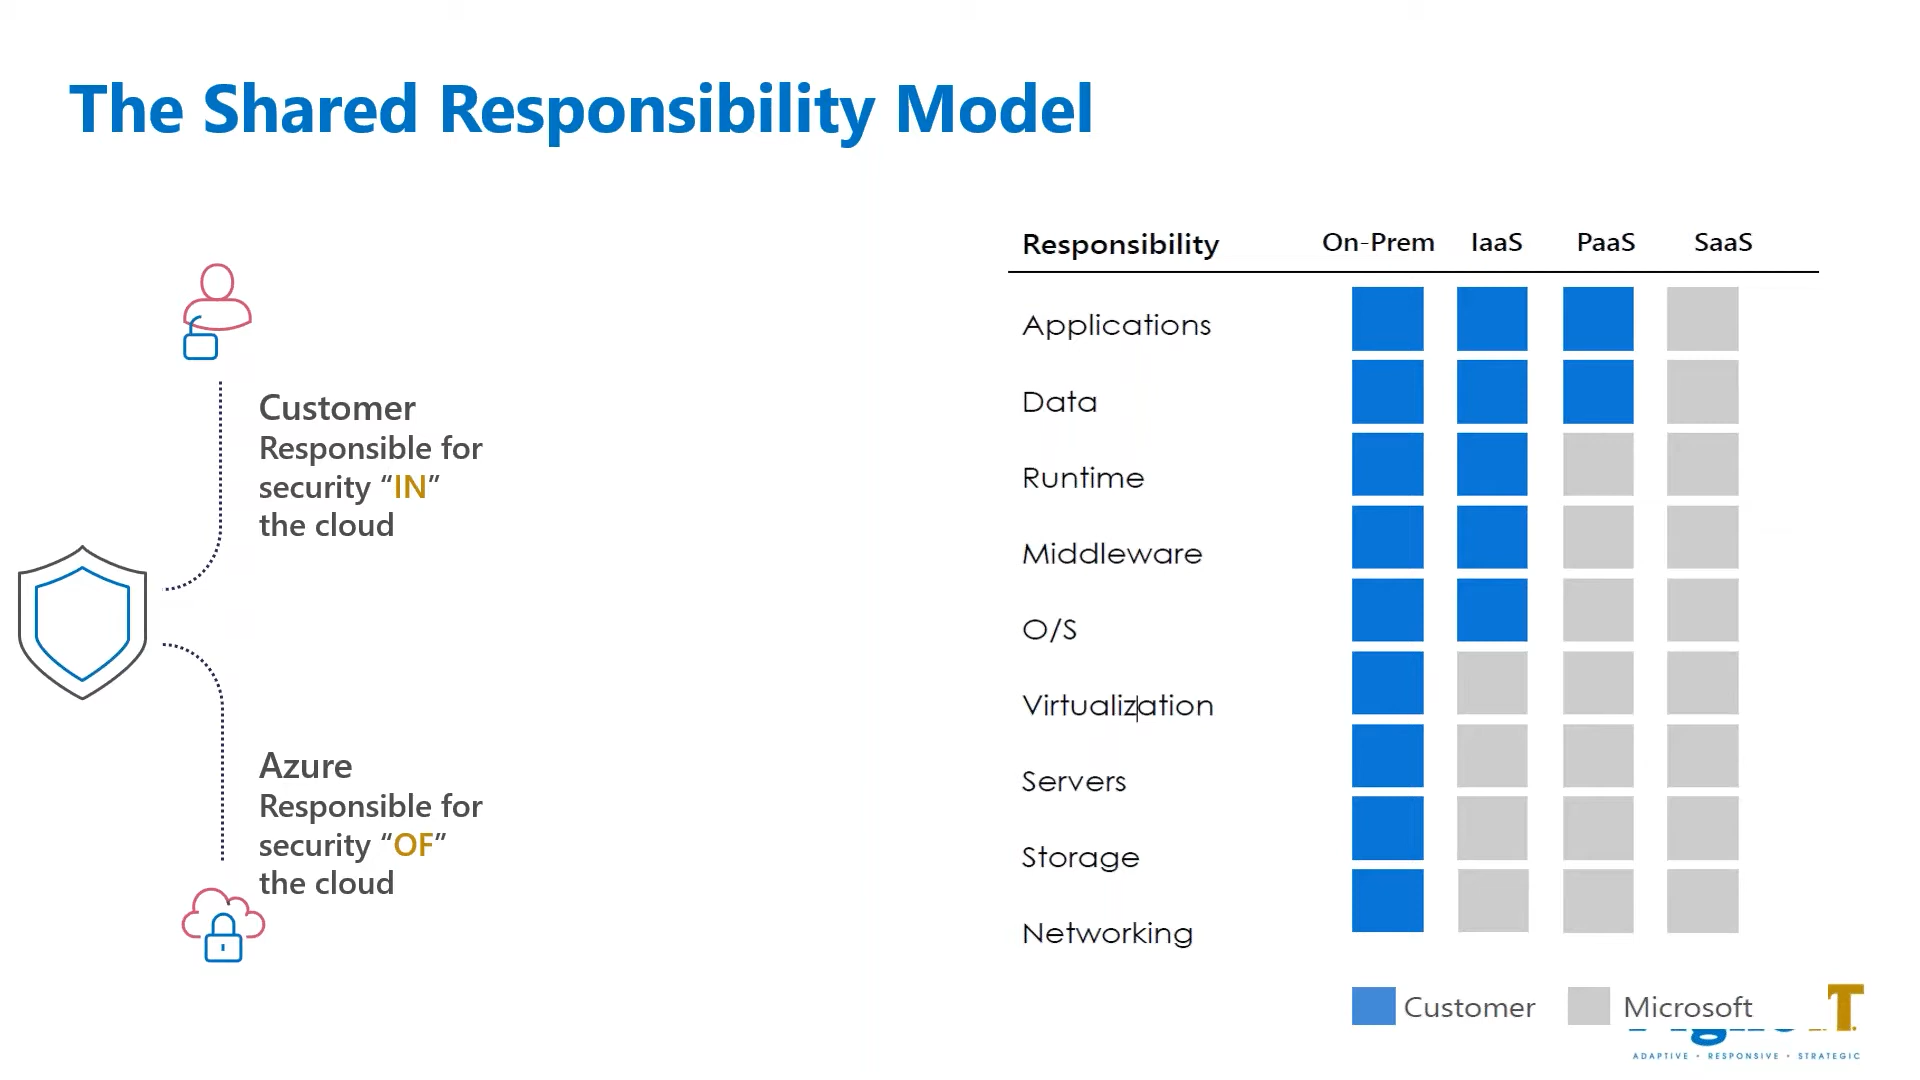 The Shared Responsibility Model
Customer
Responsible for
security “IN”
the cloud
Azure
Responsible for
security “OF”
the cloud
Responsibility On-Prem IaaS PaaS SaaS
Applications
Data
Runtime
Middleware
O/S
Virtualization
Servers
Storage
Networking
Customer Microsoft
ADAPTIVE • RESPONSIVE • STRATEGIC